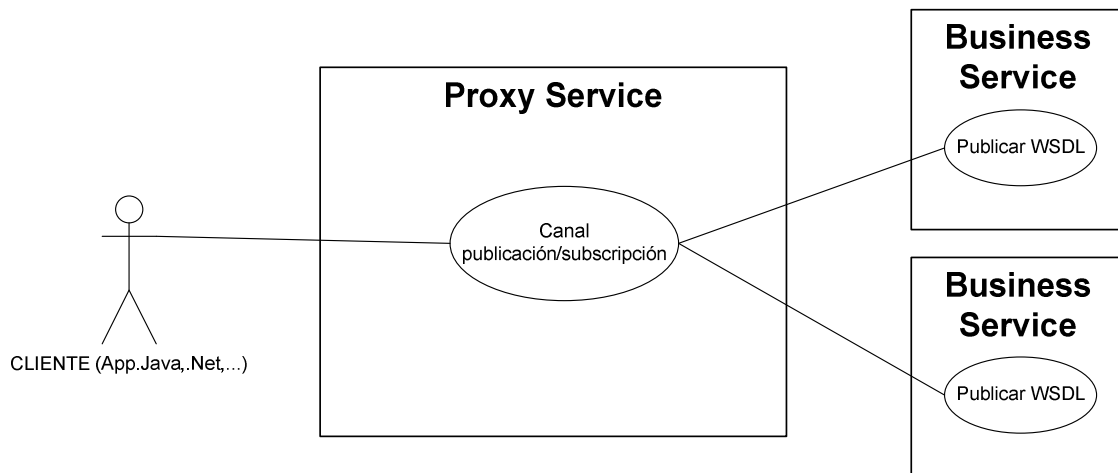 Proxy Service
Canal
publicación/subscripción
CLIENTE (App.Java,.Net,...)
Business
Service
Publicar WSDL
Business
Service
Publicar WSDL